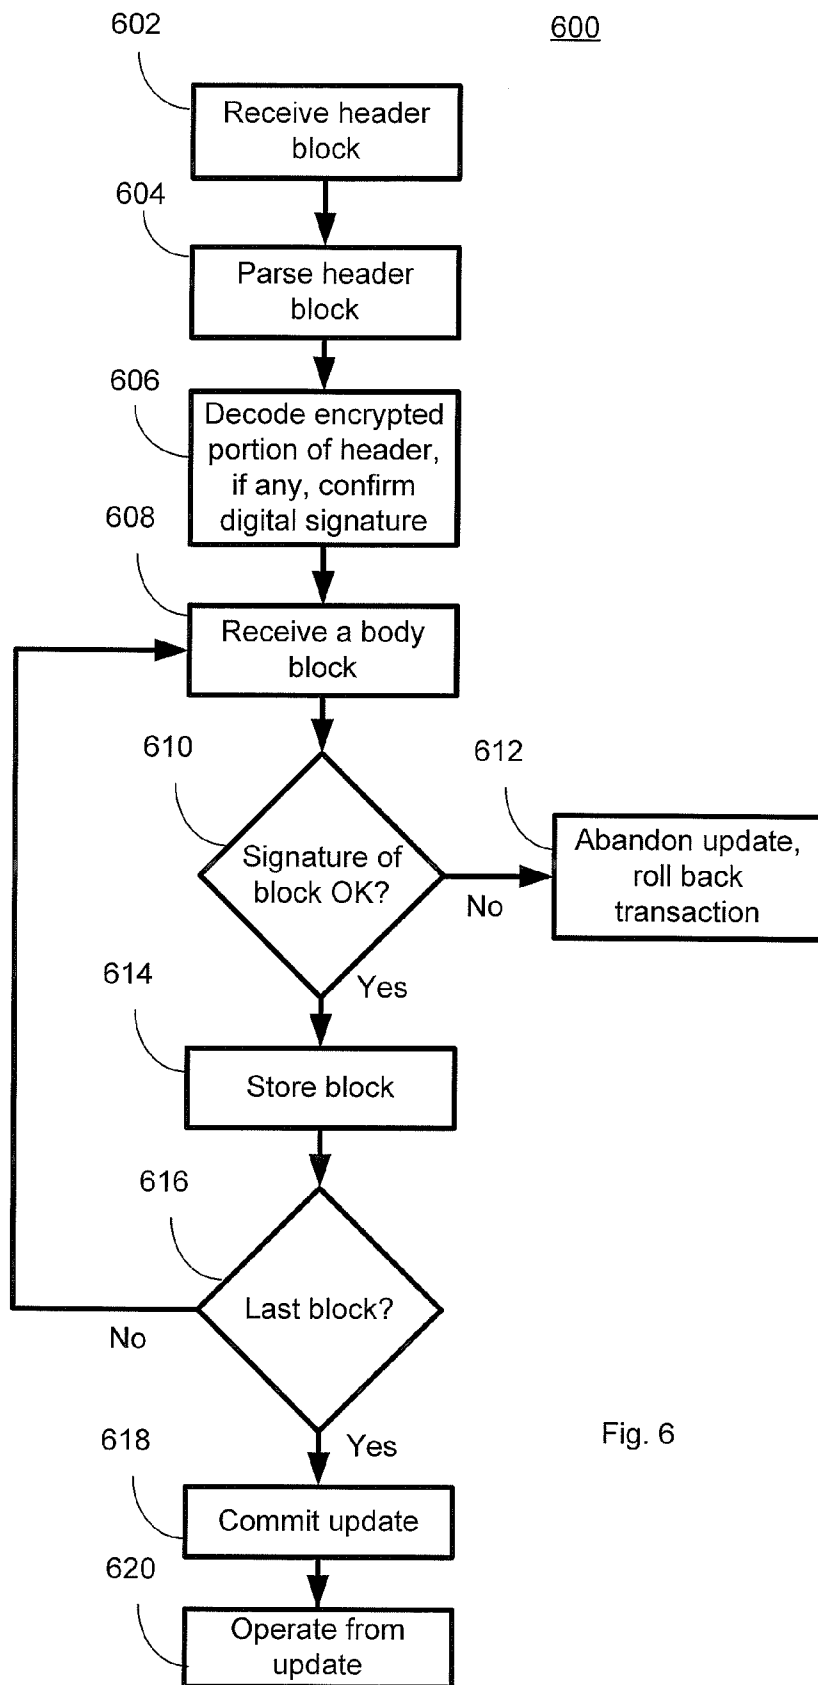 602
600
Receive header
block
604
Parse header
block
606
Decode encrypted
portion of header,
if any, confirm
digital signature
608
Receive a body
block
610
612
Signature of
block OK?
Abandon update,
roll back
transaction
No
Yes
614
Store block
616
Last block?
No
Fig. 6
618
Yes
Commit update
620
Operate from
update